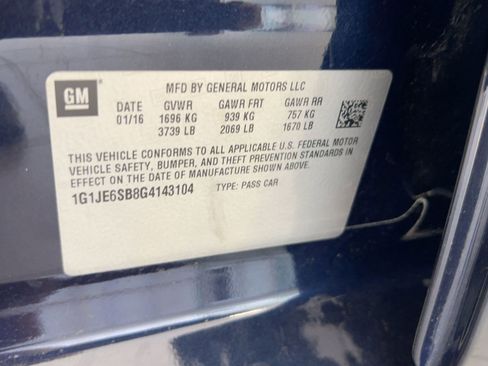 GM
MFD BY GENERAL MOTORS LLC
DATE GVWR GAWR FRT GAWR RR
01/16 1696 KG 939 KG 757 KG
3739 LB 2069 LB 1670 LB
THIS VEHICLE CONFORMS TO ALL APPLICABLE U.S. FEDERAL MOTOR
VEHICLE SAFETY, BUMPER, AND THEFT PREVENTION STANDARDS IN
EFFECT ON THE DATE OF MANUFACTURE SHOWN ABOVE.
1G1JE6SB8G4143104 TYPE: PASS CAR